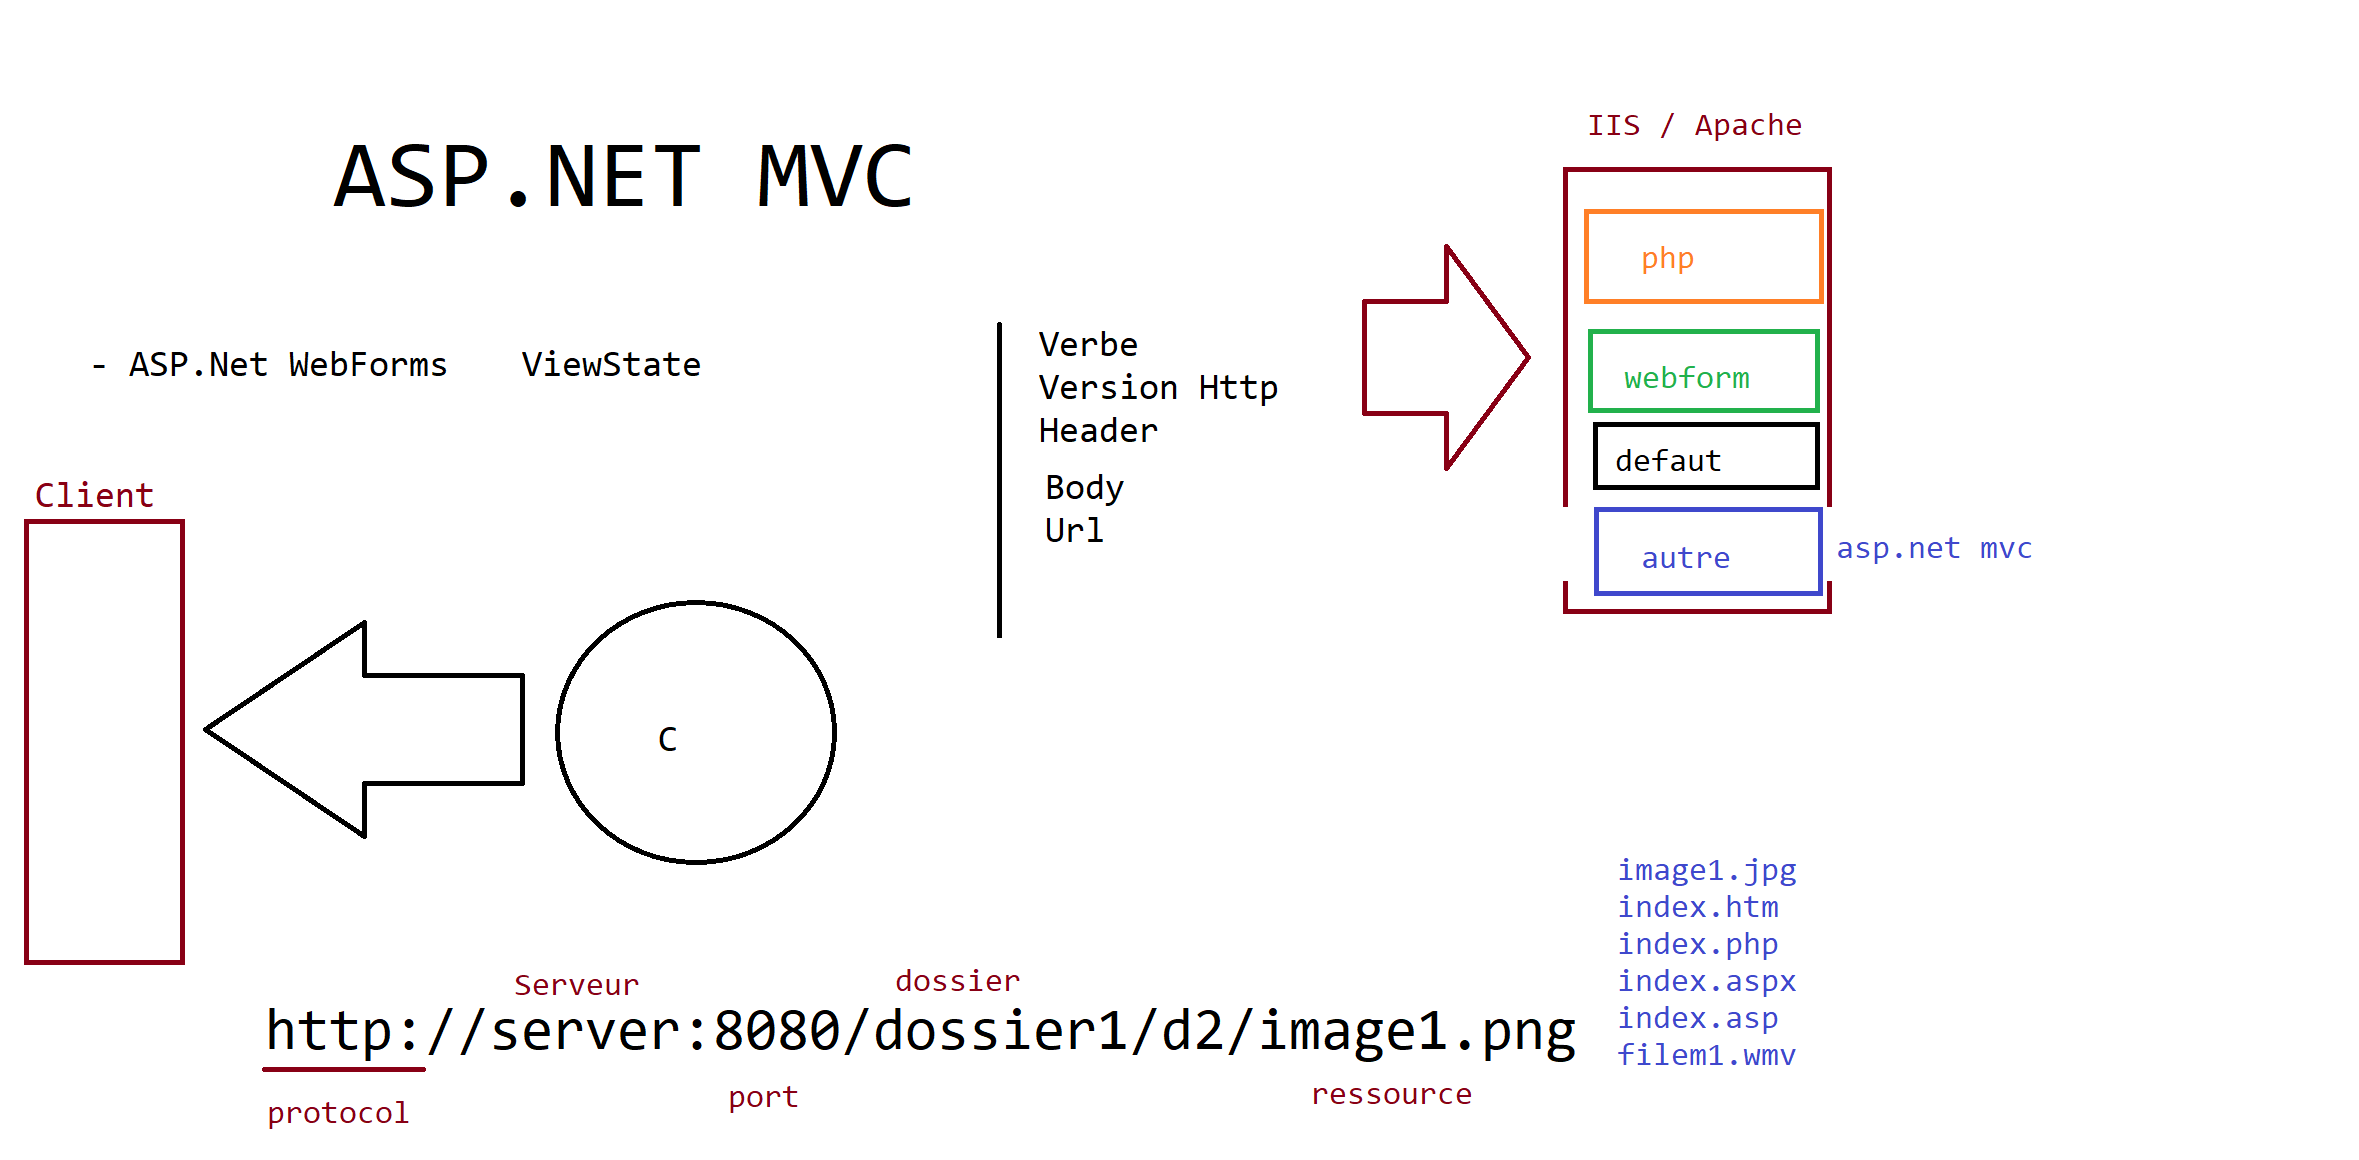 ASP.NET MVC
- ASP.Net WebForms ViewState
Client
C
Verbe
Version Http
Header
Body
Url
IIS / Apache
php
webform
defaut
autre
asp.net mvc
image1.jpg
index.htm
index.php
index.aspx
index.asp
filem1.wmv
Serveur
dossier
http://server:8080/dossier1/d2/image1.png
protocol
port
ressource